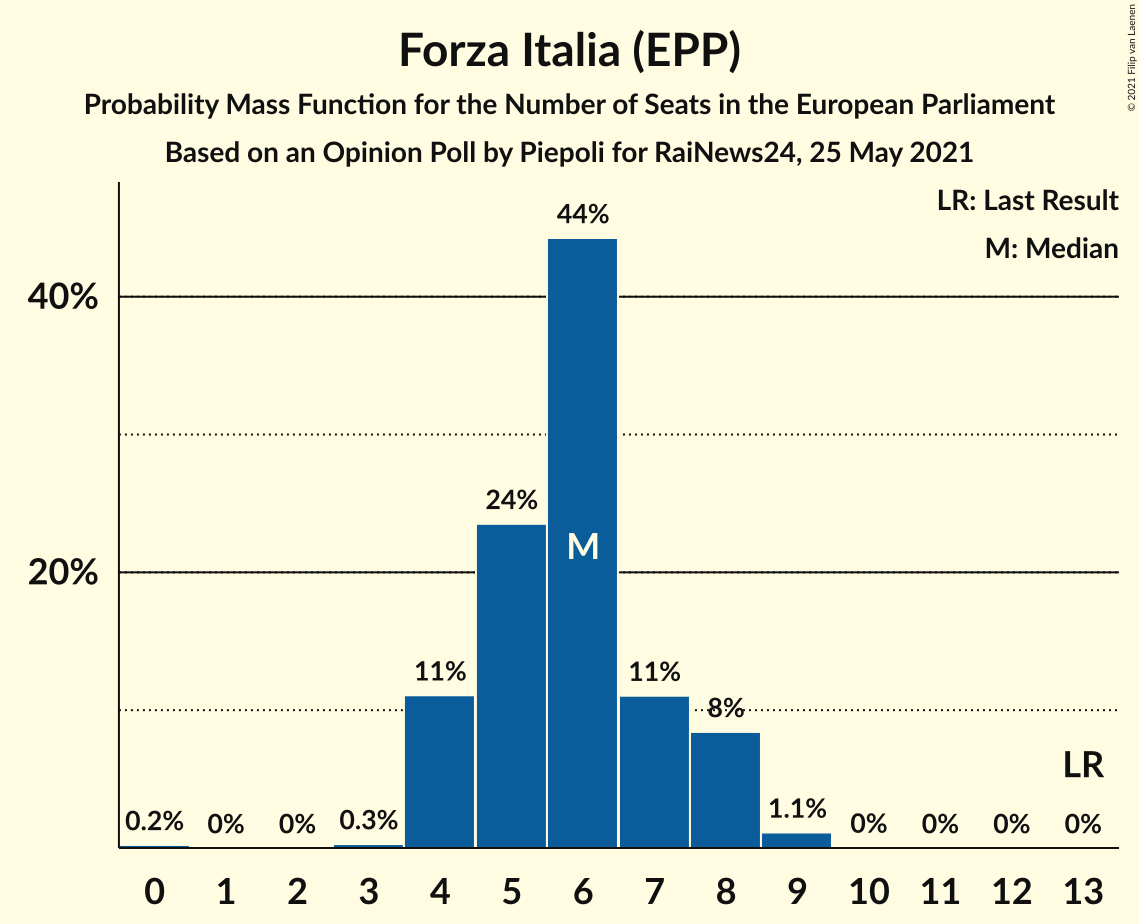 Forza Italia (EPP)
Probability Mass Function for the Number of Seats in the European Parliament
Based on an Opinion Poll by Piepoli for RaiNews24, 25 May 2021
© 2021 Filip van Laenen
LR: Last Result
M: Median
44%
40%
24%
M
20%
11%
11%
8%
LR
0.2%
0%
0%
0.3%
1.1%
0%
0%
0%
0%
0 1 2 3 4 5 6 7 8 9 10 11 12 13